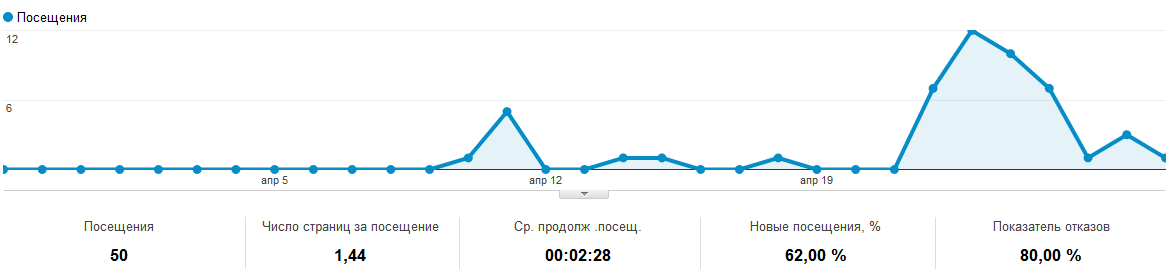 Посещения
12
6
апр 5 апр 12 апр 19
Посещения Число страниц за посещение Ср. продолж .посещ. Новые посещения, % Показатель отказов
50 1,44 00:02:28 62,00 % 80,00 %